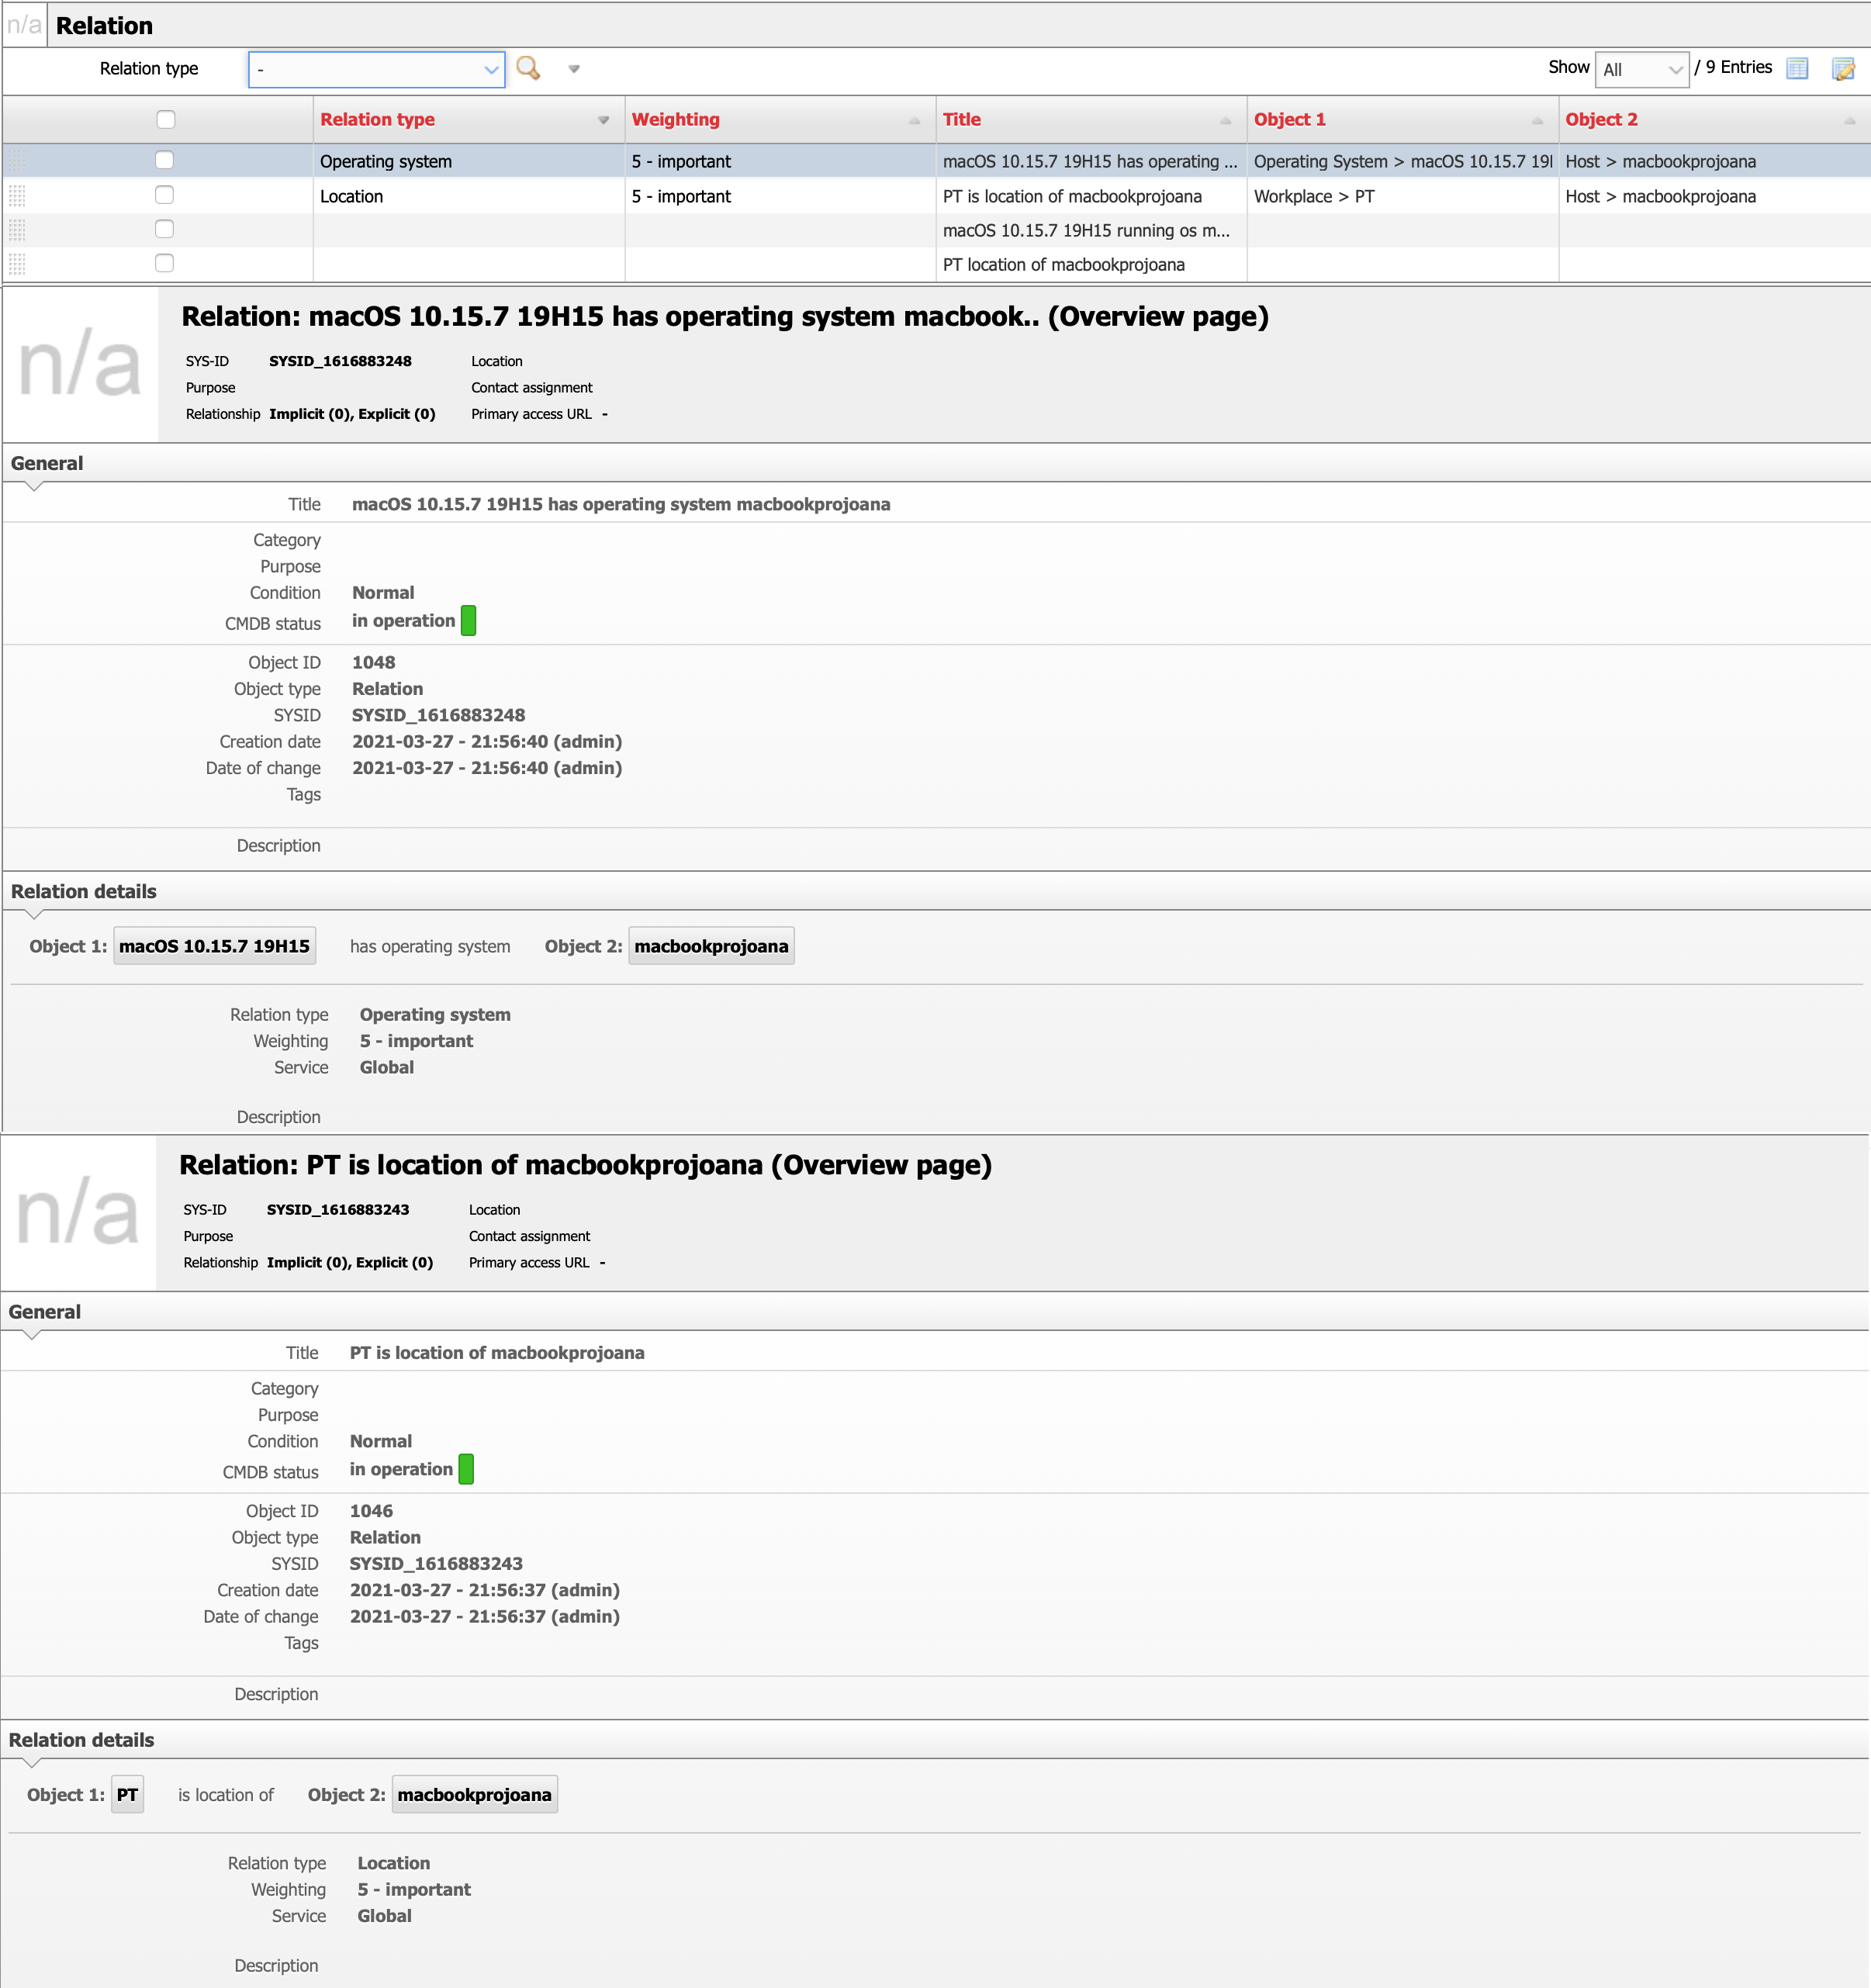 n/a Relation
Relation type - Show All / 9 Entries
Relation type Weighting Title Object 1 Object 2
Operating system 5 - important macOS 10.15.7 19H15 has operating ... Operating System > macOS 10.15.7 19H Host > macbookprojoana
Location 5 - important PT is location of macbookprojoana Workplace > PT Host > macbookprojoana
macOS 10.15.7 19H15 running os m...
PT location of macbookprojoana
n/a
Relation: macOS 10.15.7 19H15 has operating system macbook.. (Overview page)
SYS-ID SYSID_1616883248 Location
Purpose Contact assignment
Relationship Implicit (0), Explicit (0) Primary access URL -
General
Title macOS 10.15.7 19H15 has operating system macbookprojoana
Category
Purpose
Condition Normal
CMDB status in operation
Object ID 1048
Object type Relation
SYSID SYSID_1616883248
Creation date 2021-03-27 - 21:56:40 (admin)
Date of change 2021-03-27 - 21:56:40 (admin)
Tags
Description
Relation details
Object 1: macOS 10.15.7 19H15 has operating system Object 2: macbookprojoana
Relation type Operating system
Weighting 5 - important
Service Global
Description
n/a
Relation: PT is location of macbookprojoana (Overview page)
SYS-ID SYSID_1616883243 Location
Purpose Contact assignment
Relationship Implicit (0), Explicit (0) Primary access URL -
General
Title PT is location of macbookprojoana
Category
Purpose
Condition Normal
CMDB status in operation
Object ID 1046
Object type Relation
SYSID SYSID_1616883243
Creation date 2021-03-27 - 21:56:37 (admin)
Date of change 2021-03-27 - 21:56:37 (admin)
Tags
Description
Relation details
Object 1: PT is location of Object 2: macbookprojoana
Relation type Location
Weighting 5 - important
Service Global
Description